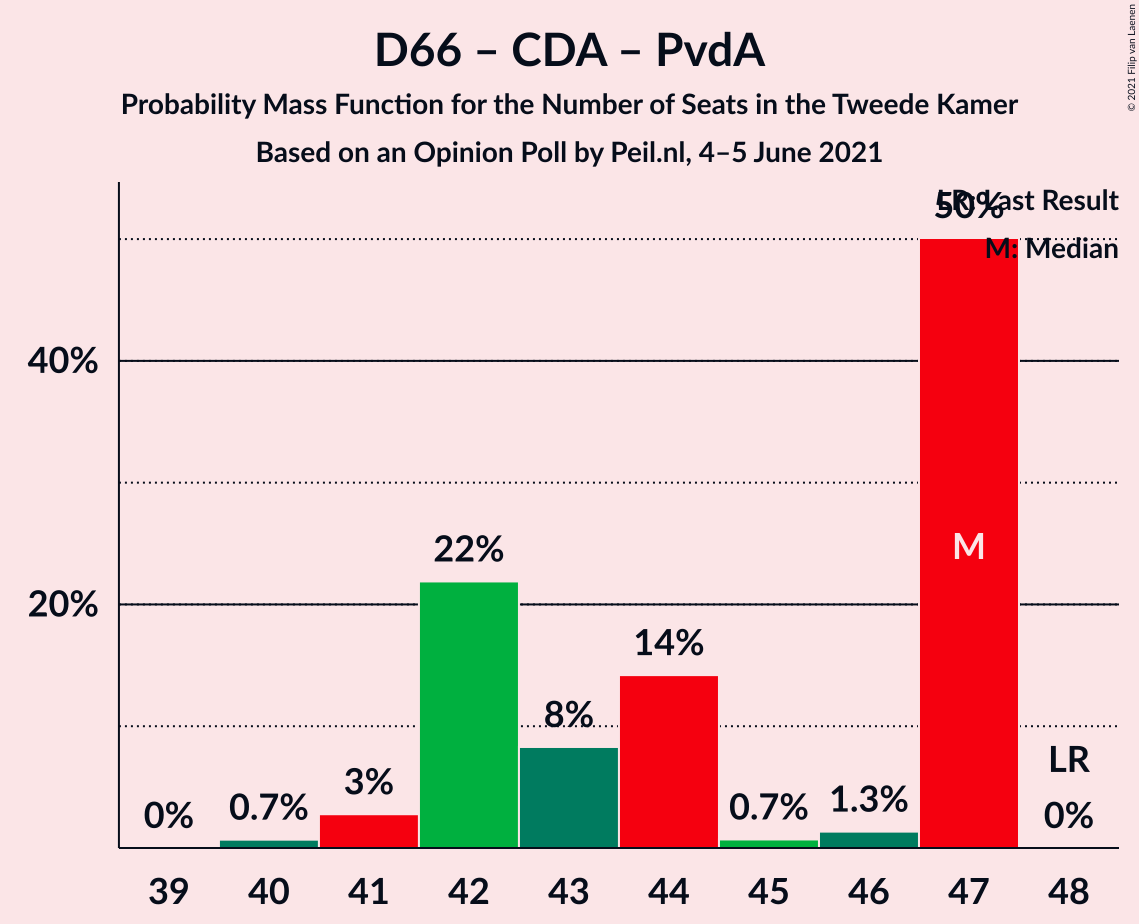 D66 – CDA – PvdA
Probability Mass Function for the Number of Seats in the Tweede Kamer
Based on an Opinion Poll by Peil.nl, 4–5 June 2021
© 2021 Filip van Laenen
LR: Last Result
M: Median
50%
40%
20%
0%
0.7%
3%
22%
8%
14%
0.7%
1.3%
M
LR
0%
39 40 41 42 43 44 45 46 47 48